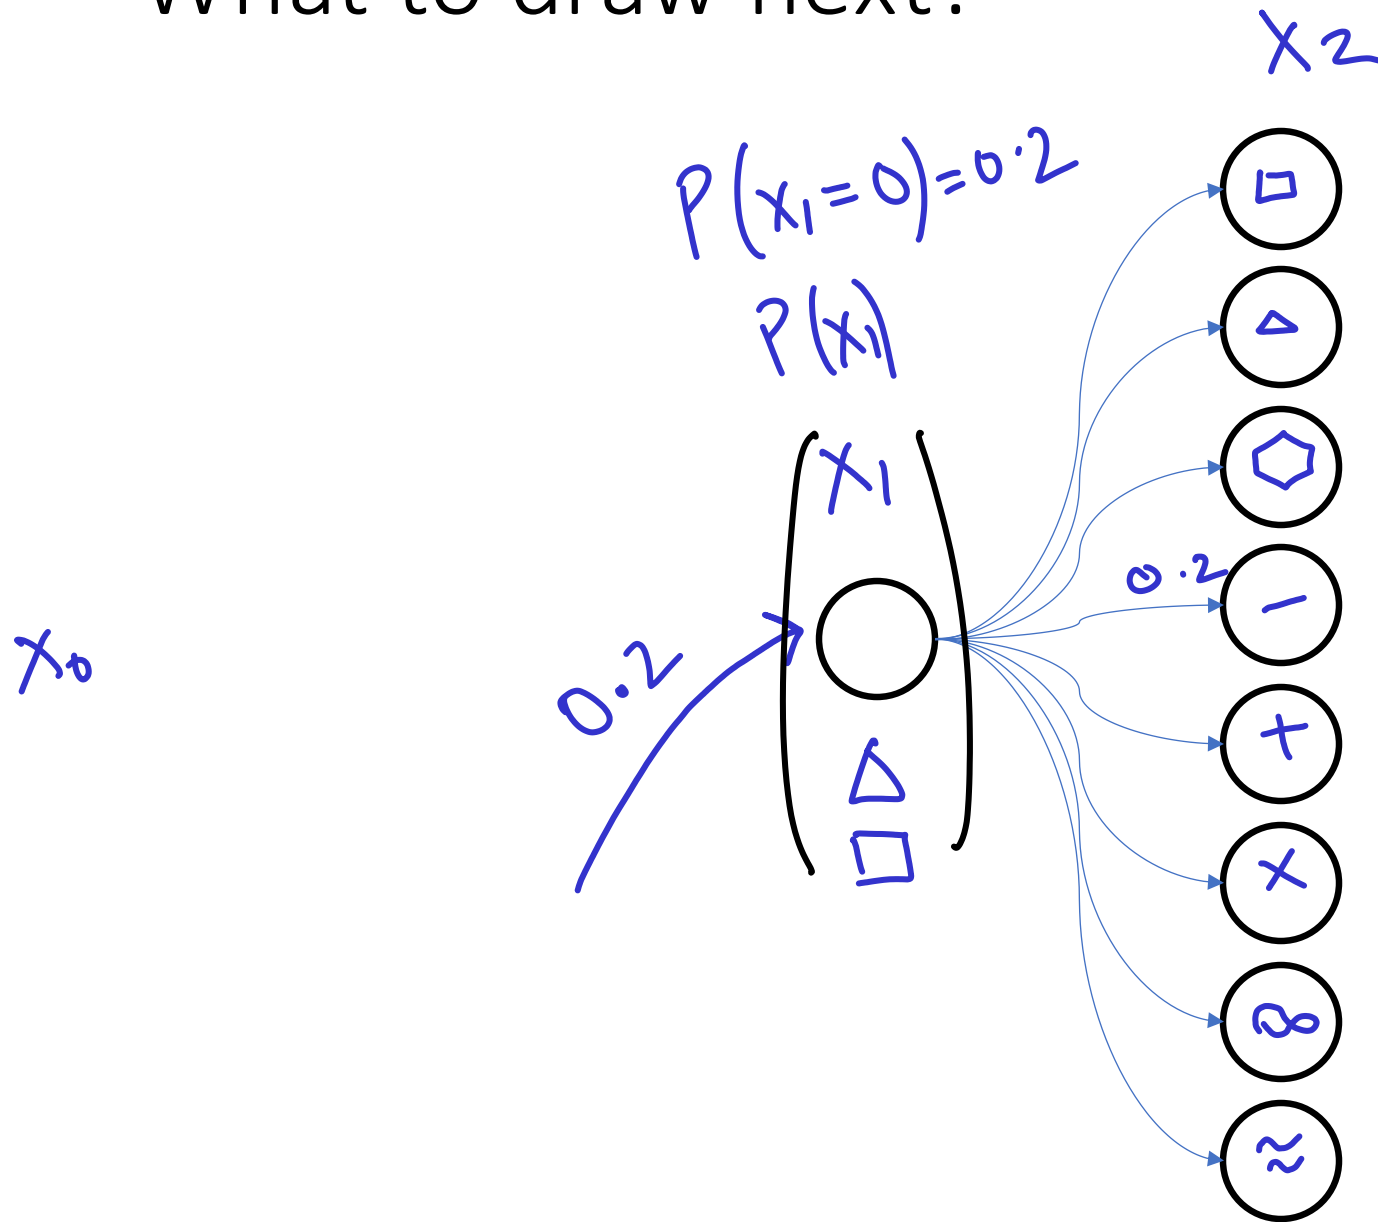 What to draw next?
X2
P(x1=0)=0.2
P(x1)
X1
0.2
X0
0.2
+
×
∞
≈